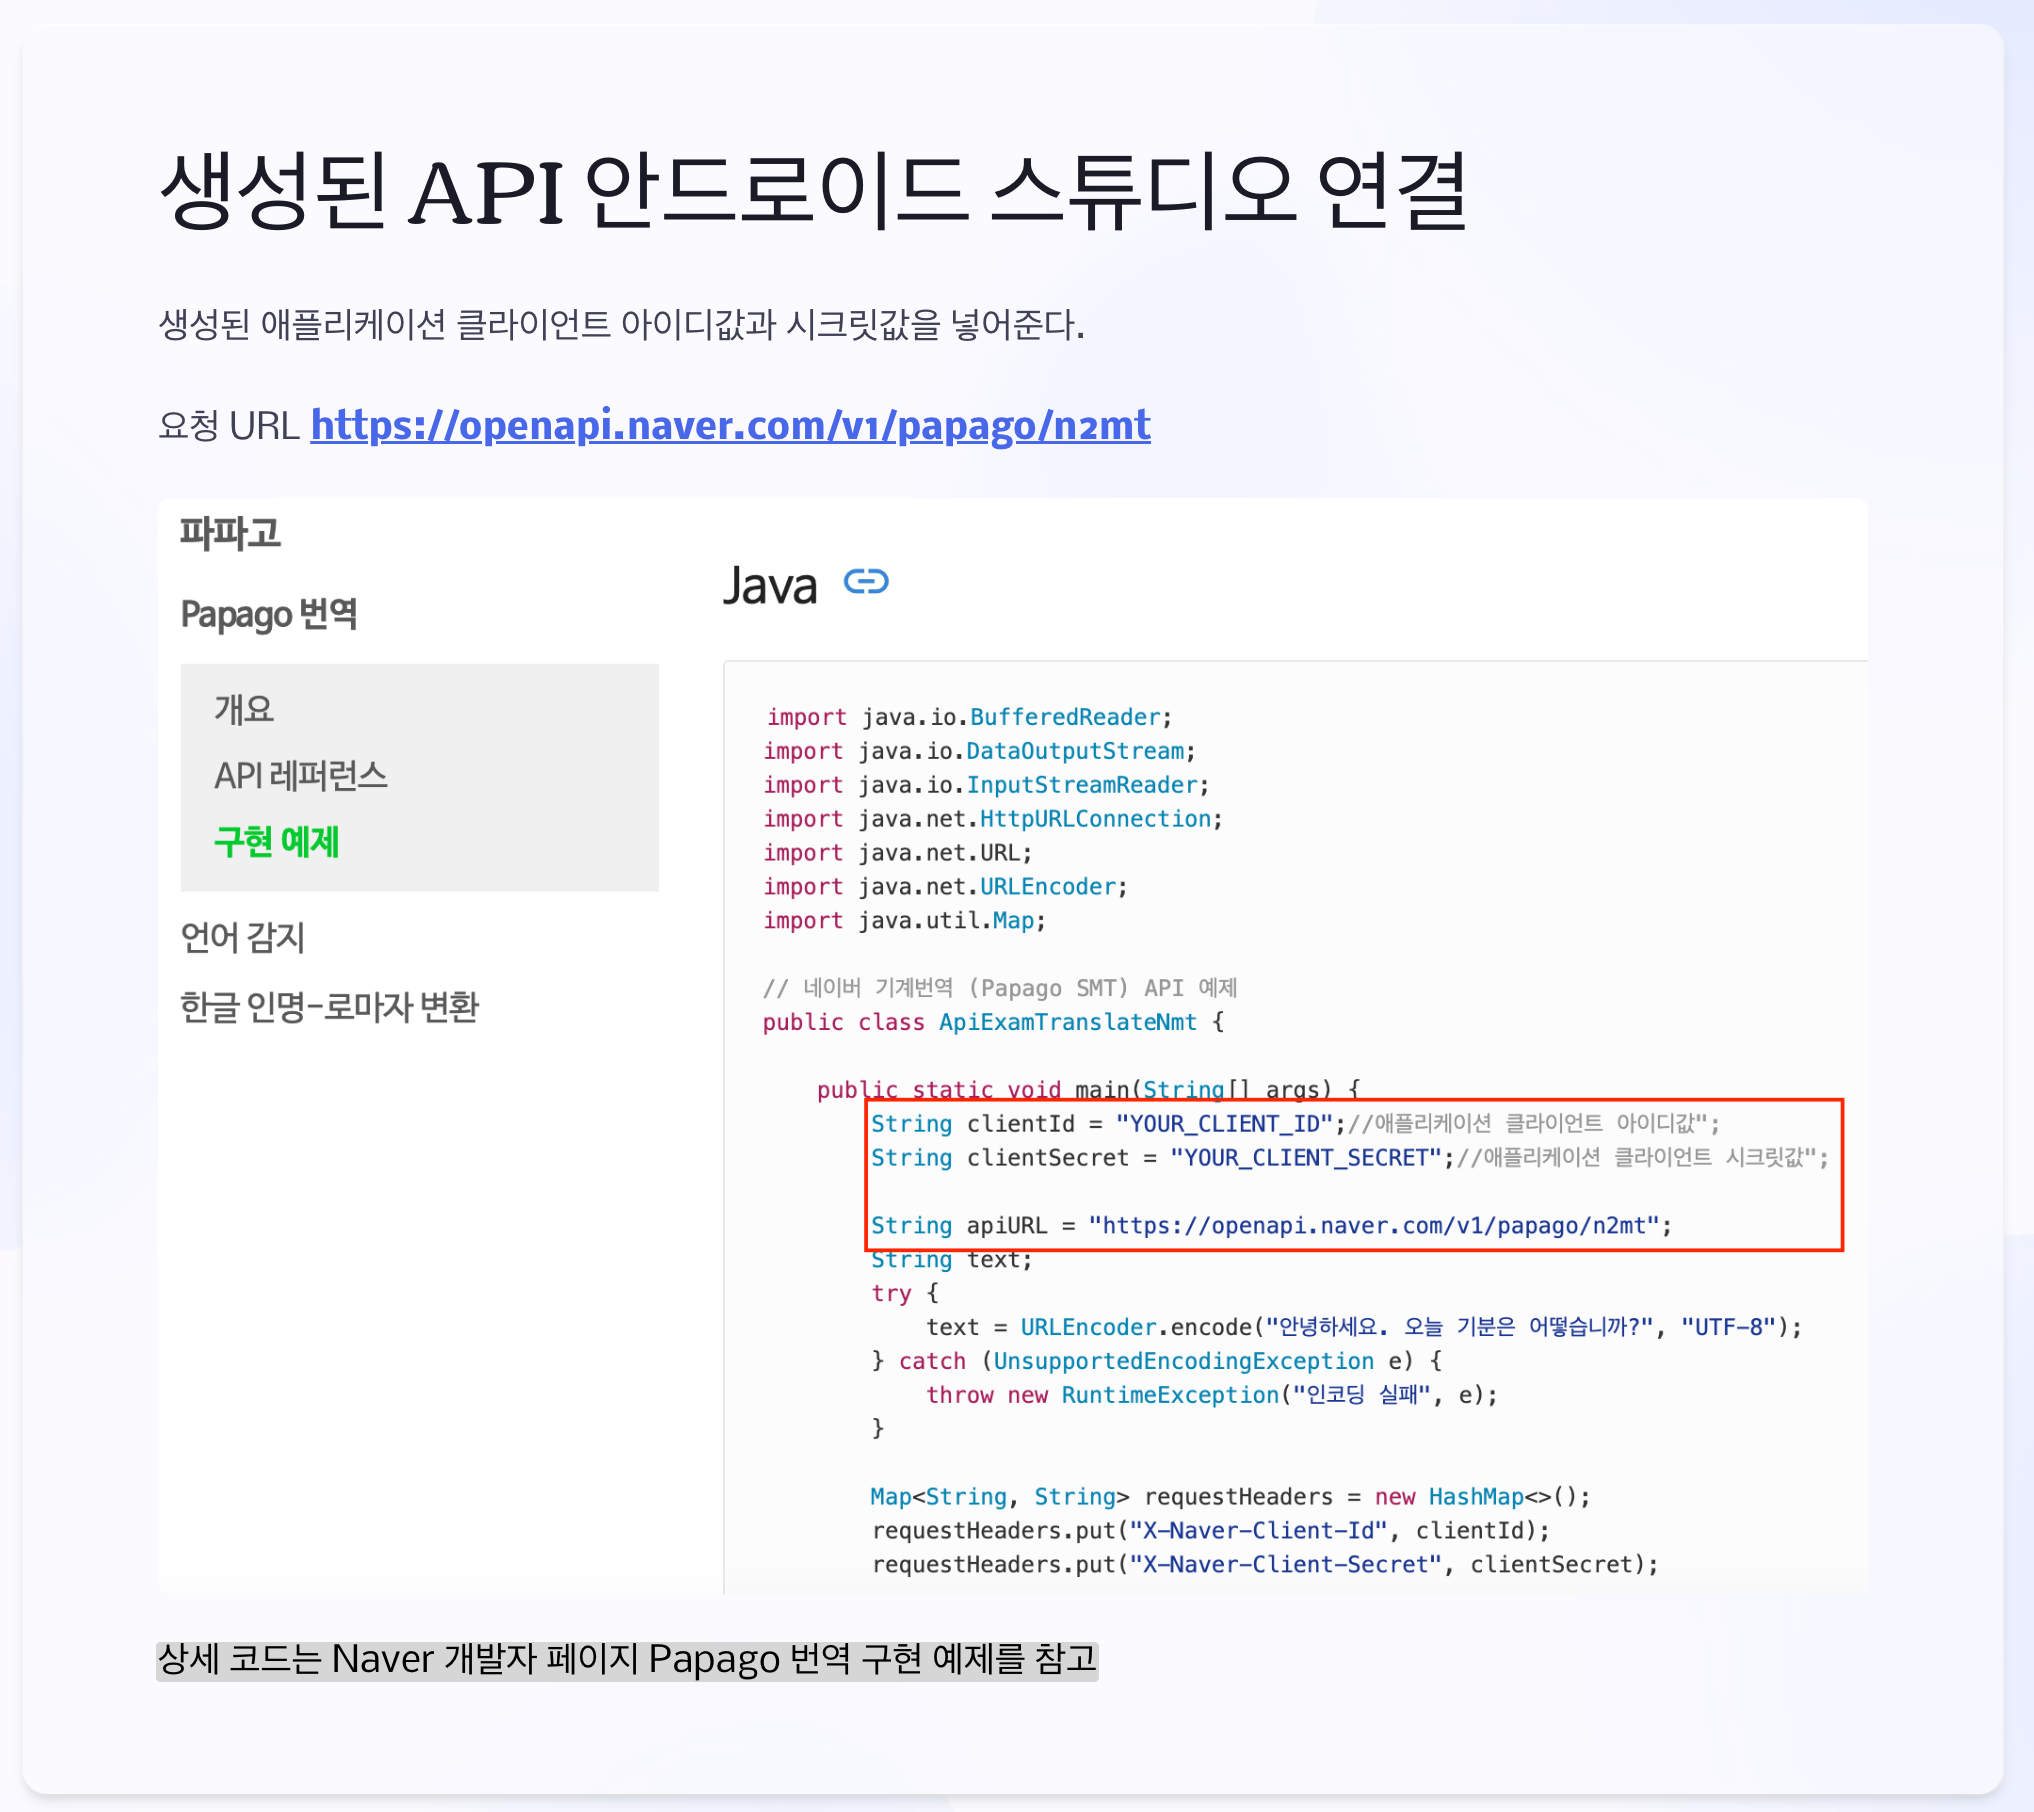 생성된 API 안드로이드 스튜디오 연결
생성된 애플리케이션 클라이언트 아이디값과 시크릿값을 넣어준다.
요청 URL https://openapi.naver.com/v1/papago/n2mt
파파고
Papago 번역
개요
API 레퍼런스
구현 예제
언어 감지
한글 인명-로마자 변환
Java
import java.io.BufferedReader;
import java.io.DataOutputStream;
import java.io.InputStreamReader;
import java.net.HttpURLConnection;
import java.net.URL;
import java.net.URLEncoder;
import java.util.Map;
// 네이버 기계번역 (Papago SMT) API 예제
public class ApiExamTranslateNmt {
public static void main(String[] args) {
String clientId = "YOUR_CLIENT_ID";//애플리케이션 클라이언트 아이디값";
String clientSecret = "YOUR_CLIENT_SECRET";//애플리케이션 클라이언트 시크릿값";
String apiURL = "https://openapi.naver.com/v1/papago/n2mt";
String text;
try {
text = URLEncoder.encode("안녕하세요. 오늘 기분은 어떻습니까?", "UTF-8");
} catch (UnsupportedEncodingException e) {
throw new RuntimeException("인코딩 실패", e);
}
Map<String, String> requestHeaders = new HashMap<>();
requestHeaders.put("X-Naver-Client-Id", clientId);
requestHeaders.put("X-Naver-Client-Secret", clientSecret);
상세 코드는 Naver 개발자 페이지 Papago 번역 구현 예제를 참고